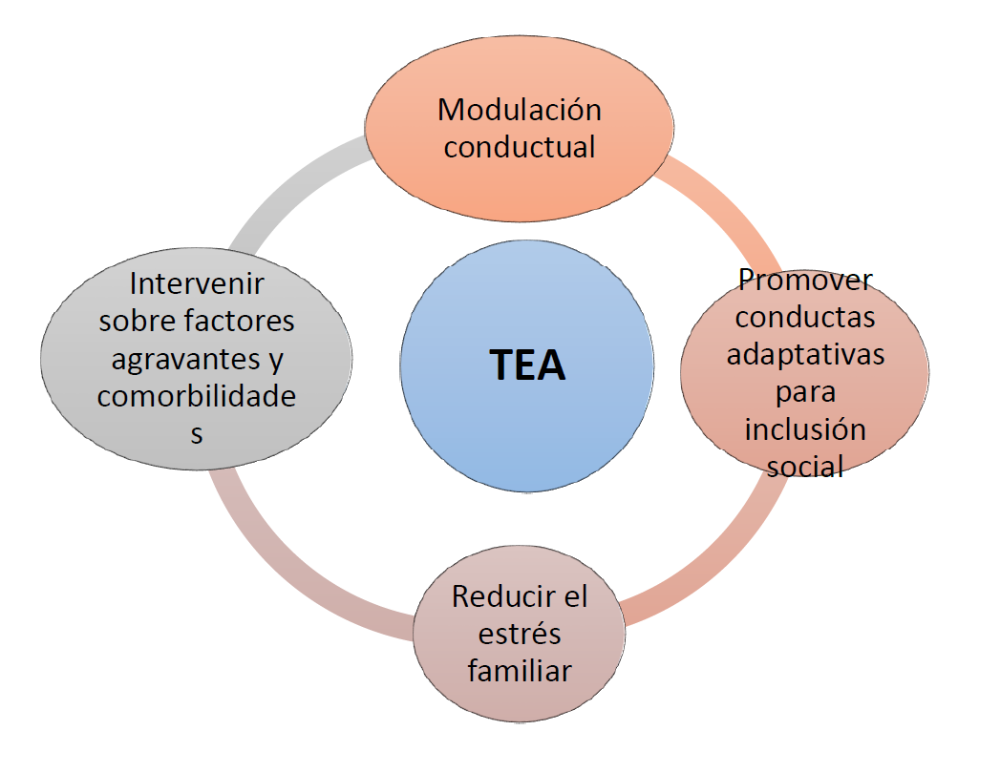 Modulación
conductual
Promover
conductas
adaptativas
para
inclusión
social
Reducir el
estrés
familiar
Intervenir
sobre factores
agravantes y
comorbilidade
s
TEA